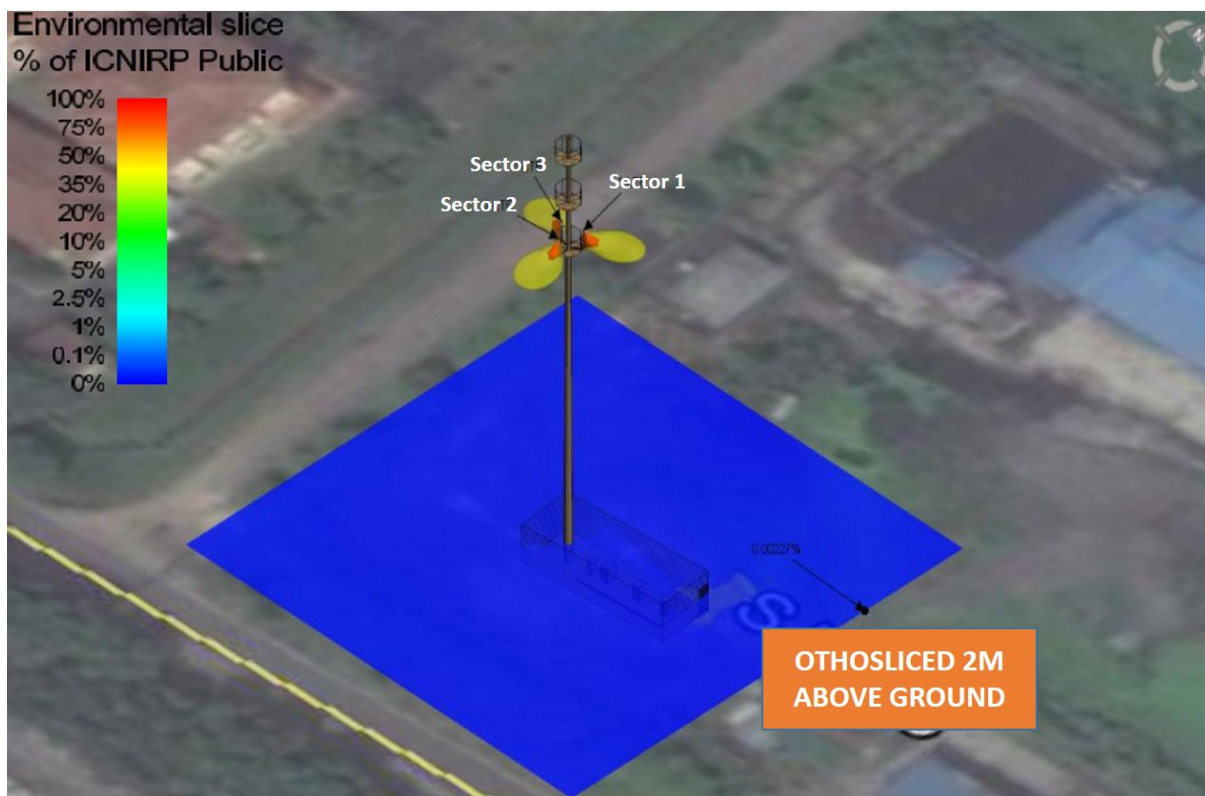 Environmental slice
% of ICNIRP Public
100%
75%
50%
35%
20%
10%
5%
2.5%
1%
0.1%
0%
Sector 3
Sector 1
Sector 2
0.00227%
S
OTHOSLICED 2M
ABOVE GROUND
N